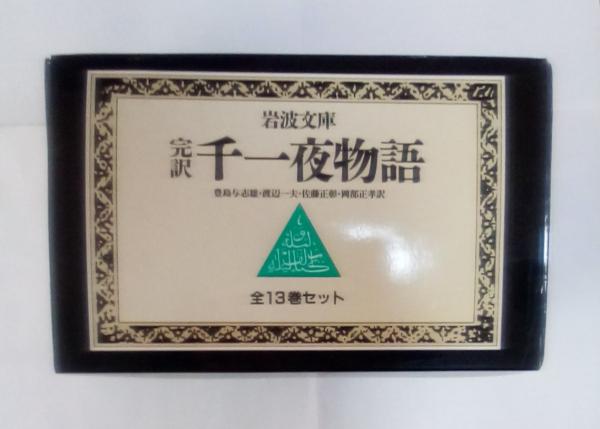 岩波文庫
完訳 千一夜物語
豊島与志雄・渡辺一夫・佐藤正彰・岡部正孝訳
全13巻セット